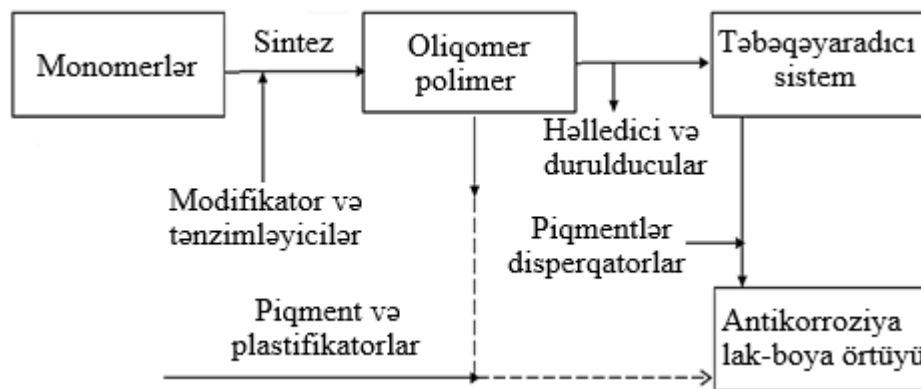 Monomerlər
Sintez
Oliqomer
polimer
Təbəqəyaradıcı
sistem
Həlledici və
durulducular
Modifikator və
tənzimləyicilər
Piqmentlər
disperqatorlar
Piqment və
plastifikatorlar
Antikorroziya
lak-boya örtüyü